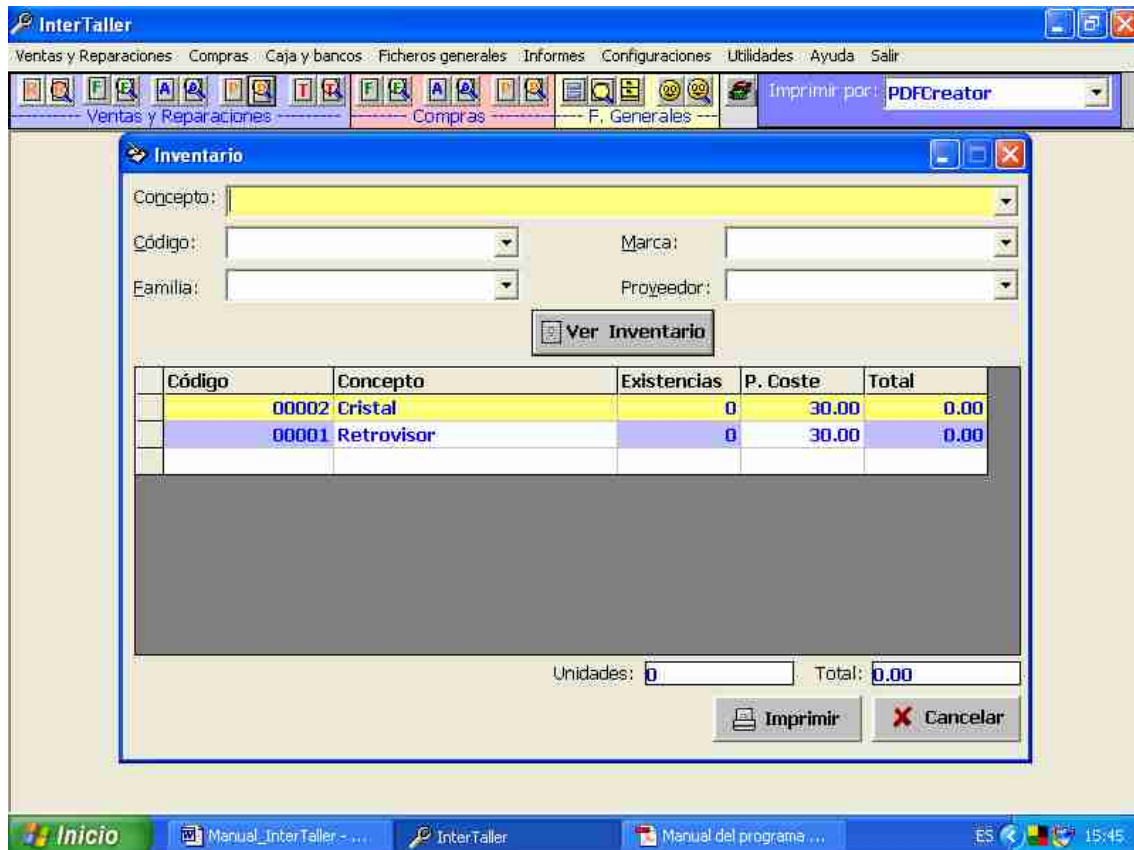 InterTaller
Ventas y Reparaciones Compras Caja y bancos Ficheros generales Informes Configuraciones Utilidades Ayuda Salir
Imprimir por: PDFCreator
Ventas y Reparaciones Compras F. Generales
Inventario
Concepto:
Código: Marca:
Familia: Proveedor:
Ver Inventario
Código Concepto Existencias P. Coste Total
00002 Cristal 0 30.00 0.00
00001 Retrovisor 0 30.00 0.00
Unidades: 0 Total: 0.00
Imprimir Cancelar
Inicio Manual_InterTaller - ... InterTaller Manual del programa ... ES 15:45